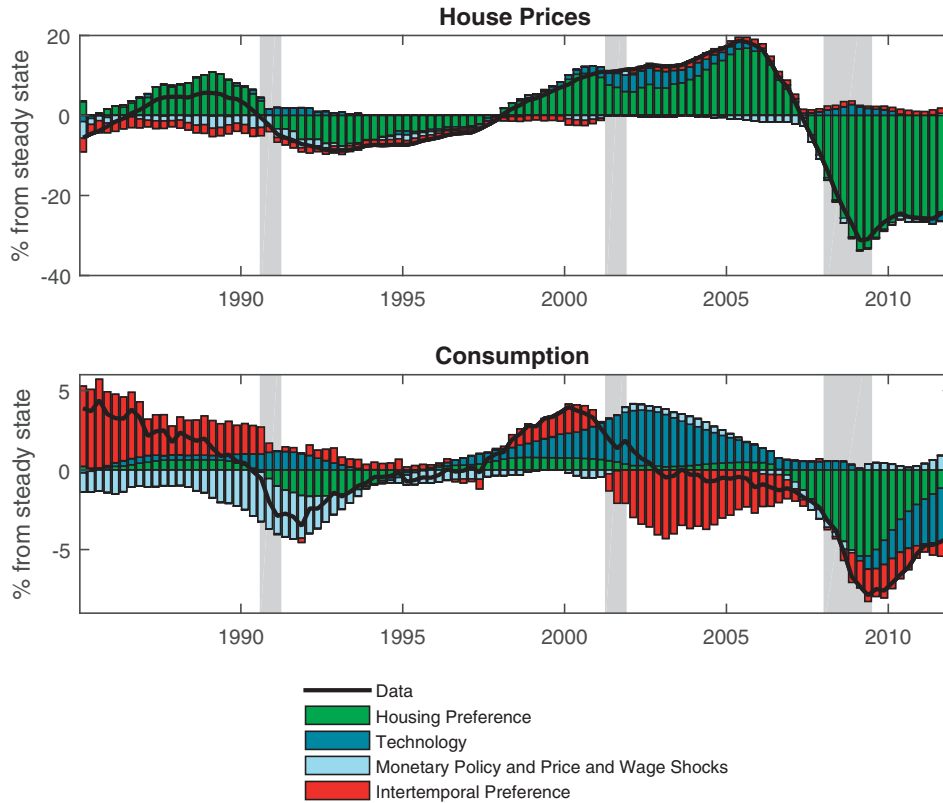 House Prices
% from steady state
20
0
-20
-40
1990
1995
2000
2005
2010
Consumption
% from steady state
5
0
-5
1990
1995
2000
2005
2010
Data
Housing Preference
Technology
Monetary Policy and Price and Wage Shocks
Intertemporal Preference